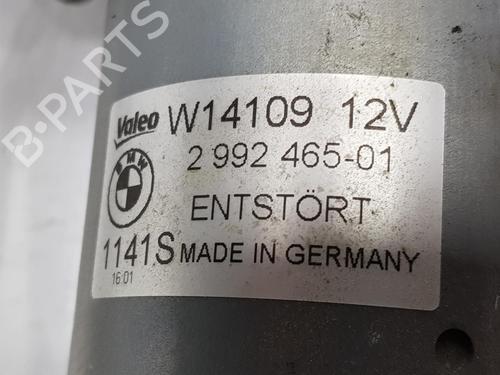 B-PARTS
Valeo W14109 12V
BMW
2 992 465-01
ENTSTÖRT
1141S MADE IN GERMANY
16:01